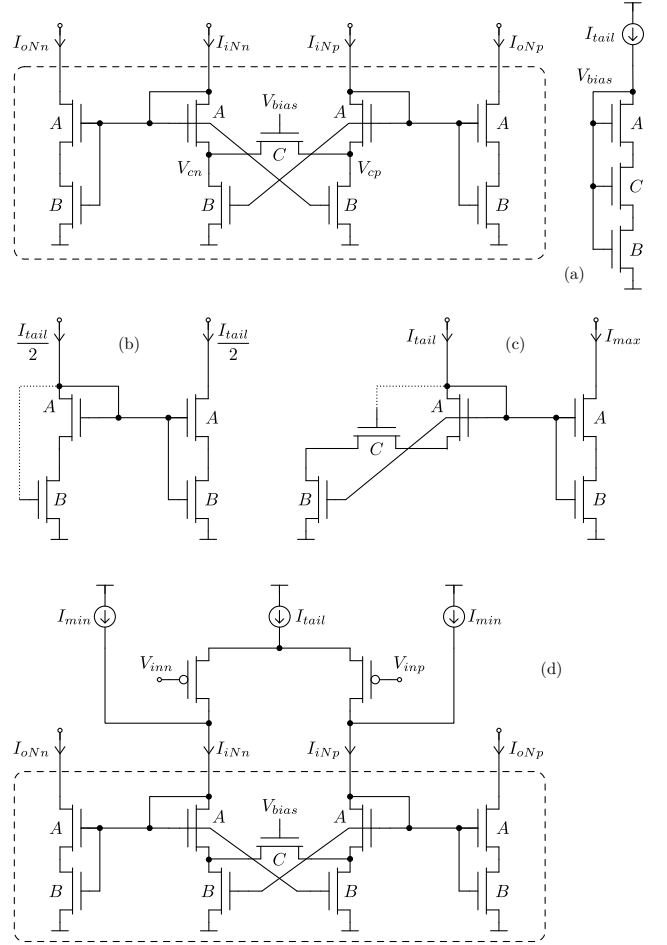 I_{tail}
I_{oNn} I_{iNn} I_{iNp} I_{oNp}
V_{bias} V_{bias}
A A A A A
C C
V_{cn} V_{cp}
B B B B B
(a)
I_{tail}/2 (b) I_{tail}/2 I_{tail} (c) I_{max}
A A A A
C
B B B B
I_{min} I_{tail} I_{min}
V_{inn} V_{inp} (d)
I_{oNn} I_{iNn} I_{iNp} I_{oNp}
V_{bias}
A A A A
C
B B B B